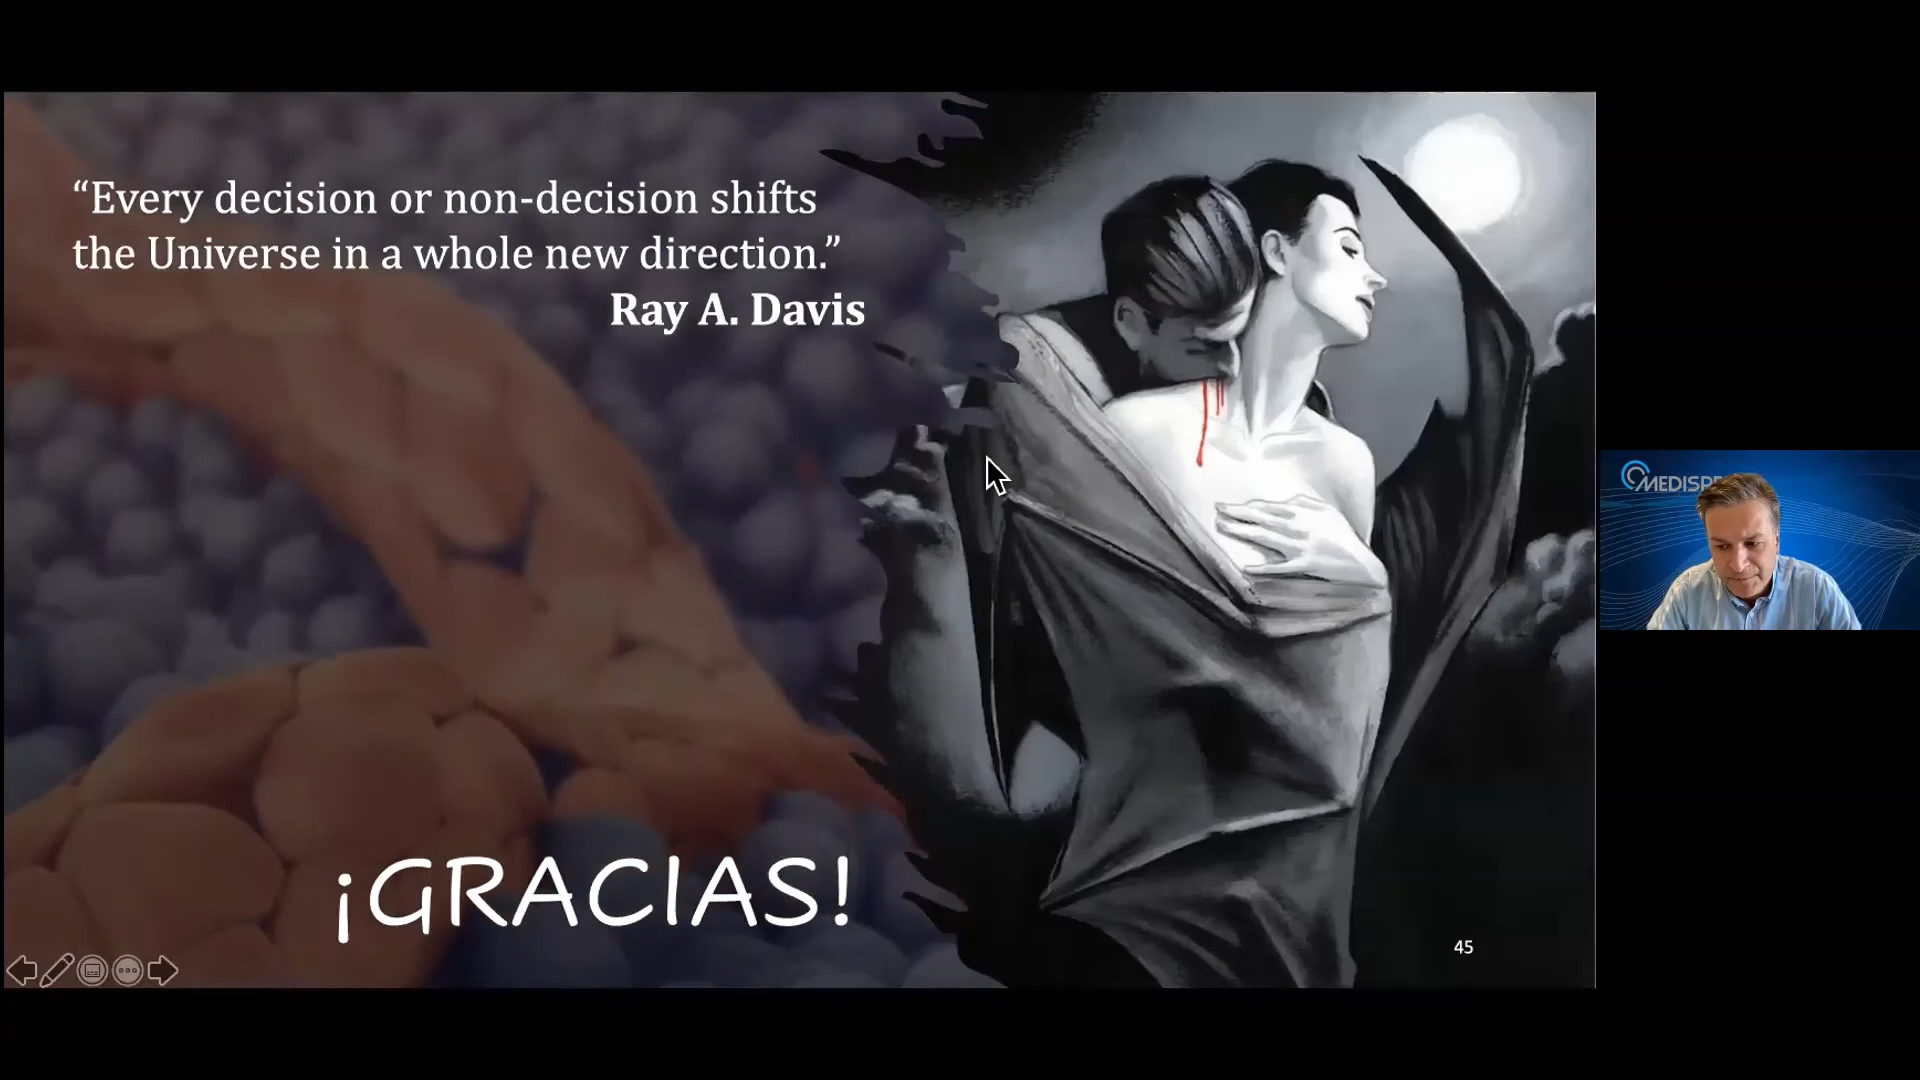 “Every decision or non-decision shifts
the Universe in a whole new direction.”
Ray A. Davis
¡GRACIAS!
45